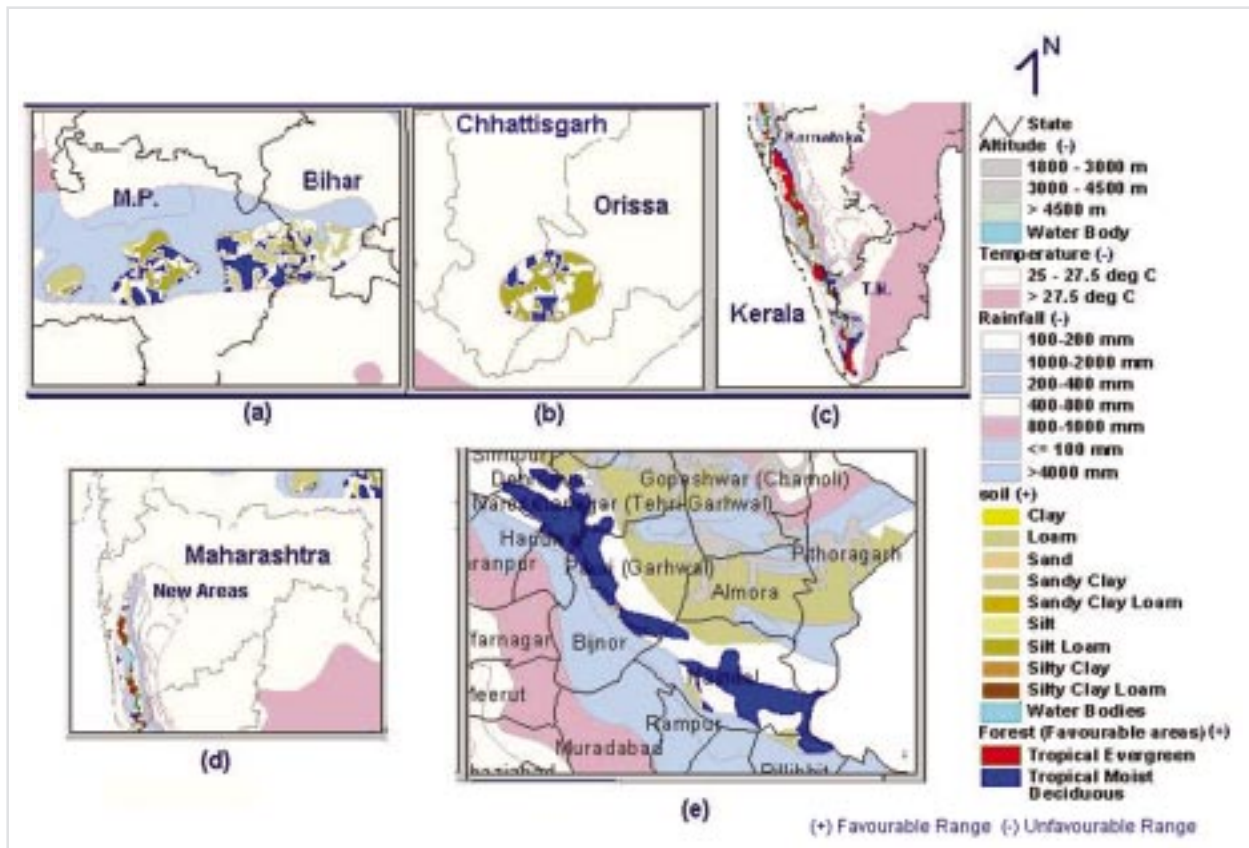 N
Chhattisgarh
Bihar
M.P.
Orissa
Karnataka
T.N.
Kerala
(a)
(b)
(c)
Maharashtra
New Areas
(d)
Gopeshwar (Chamoli)
(Tehri-Garhwal)
Pithoragarh
(Garhwal)
Almora
Bijnor
Meerut
Rampur
Muradabad
(e)
State
Altitude (-)
1800 - 3000 m
3000 - 4500 m
> 4500 m
Water Body
Temperature (-)
25 - 27.5 deg C
> 27.5 deg C
Rainfall (-)
100-200 mm
1000-2000 mm
200-400 mm
400-800 mm
800-1000 mm
<= 100 mm
>4000 mm
soil (+)
Clay
Loam
Sand
Sandy Clay
Sandy Clay Loam
Silt
Silt Loam
Silty Clay
Silty Clay Loam
Water Bodies
Forest (Favourable areas) (+)
Tropical Evergreen
Tropical Moist
Deciduous
(+) Favourable Range (-) Unfavourable Range